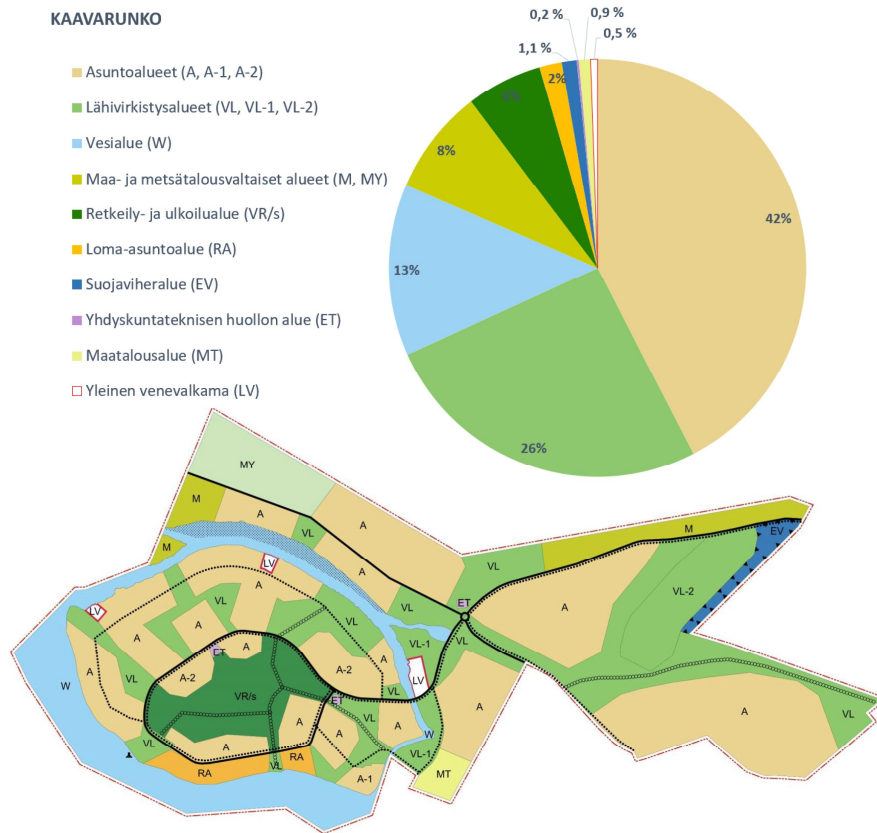 KAAVARUNKO
Asuntoalueet (A, A-1, A-2)
Lähivirkistysalueet (VL, VL-1, VL-2)
Vesialue (W)
Maa- ja metsätalousvaltaiset alueet (M, MY)
Retkeily- ja ulkoilualue (VR/s)
Loma-asuntoalue (RA)
Suojaviheralue (EV)
Yhdyskuntateknisen huollon alue (ET)
Maatalousalue (MT)
Yleinen venevalkama (LV)
0,2 %
0,9 %
1,1 %
0,5 %
2%
8%
42%
13%
26%
MY
M
A
A
VL
M
A
LV
A
VL
M
EV
VL
VL-2
A
ET
LV
A
VL
VL
A
VL
VL-1
VL
A
ET
A
VL
A-2
A-2
A
W
VR/s
ET
VL
LV
VL
A
A
A
VL
A
A
A
W
VL-1
RA
VL
RA
A-1
MT
A
VL